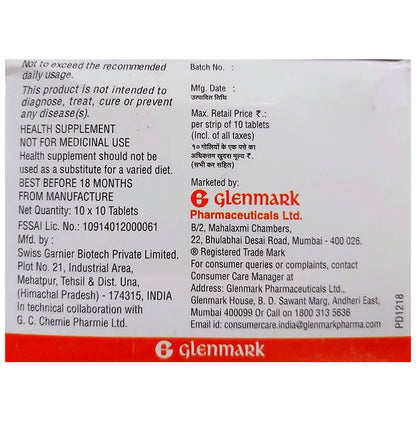 Not to exceed the recommended
daily usage.
This product is not intended to
diagnose, treat, cure or prevent
any disease(s).
HEALTH SUPPLEMENT
NOT FOR MEDICINAL USE
Health supplement should not be
used as a substitute for a varied diet.
BEST BEFORE 18 MONTHS
FROM MANUFACTURE
Net Quantity: 10 x 10 Tablets
FSSAI Lic. No.: 10914012000061
Mfd. by :
Swiss Garnier Biotech Private Limited.
Plot No. 21, Industrial Area,
Mehatpur, Tehsil & Dist. Una,
(Himachal Pradesh) - 174315, INDIA
In technical collaboration with
G. C. Chemie Pharmie Ltd.
Batch No. :
Mfg. Date :
उत्पादित तिथि
Max. Retail Price ₹.:
per strip of 10 tablets
(Incl. of all taxes)
१० गोलियों के एक पत्ते का
अधिकतम खुदरा मूल्य ₹.
(सभी कर सहित)
Marketed by:
glenmark
Pharmaceuticals Ltd.
B/2, Mahalaxmi Chambers,
22, Bhulabhai Desai Road, Mumbai - 400 026.
® Registered Trade Mark
For consumer queries or complaints, contact
Consumer Care Manager at
Address: Glenmark Pharmaceuticals Ltd.,
Glenmark House, B. D. Sawant Marg, Andheri East,
Mumbai 400099 Or Call on 1800 313 5636
Email id: consumercare.india@glenmarkpharma.com
PD1218
glenmark